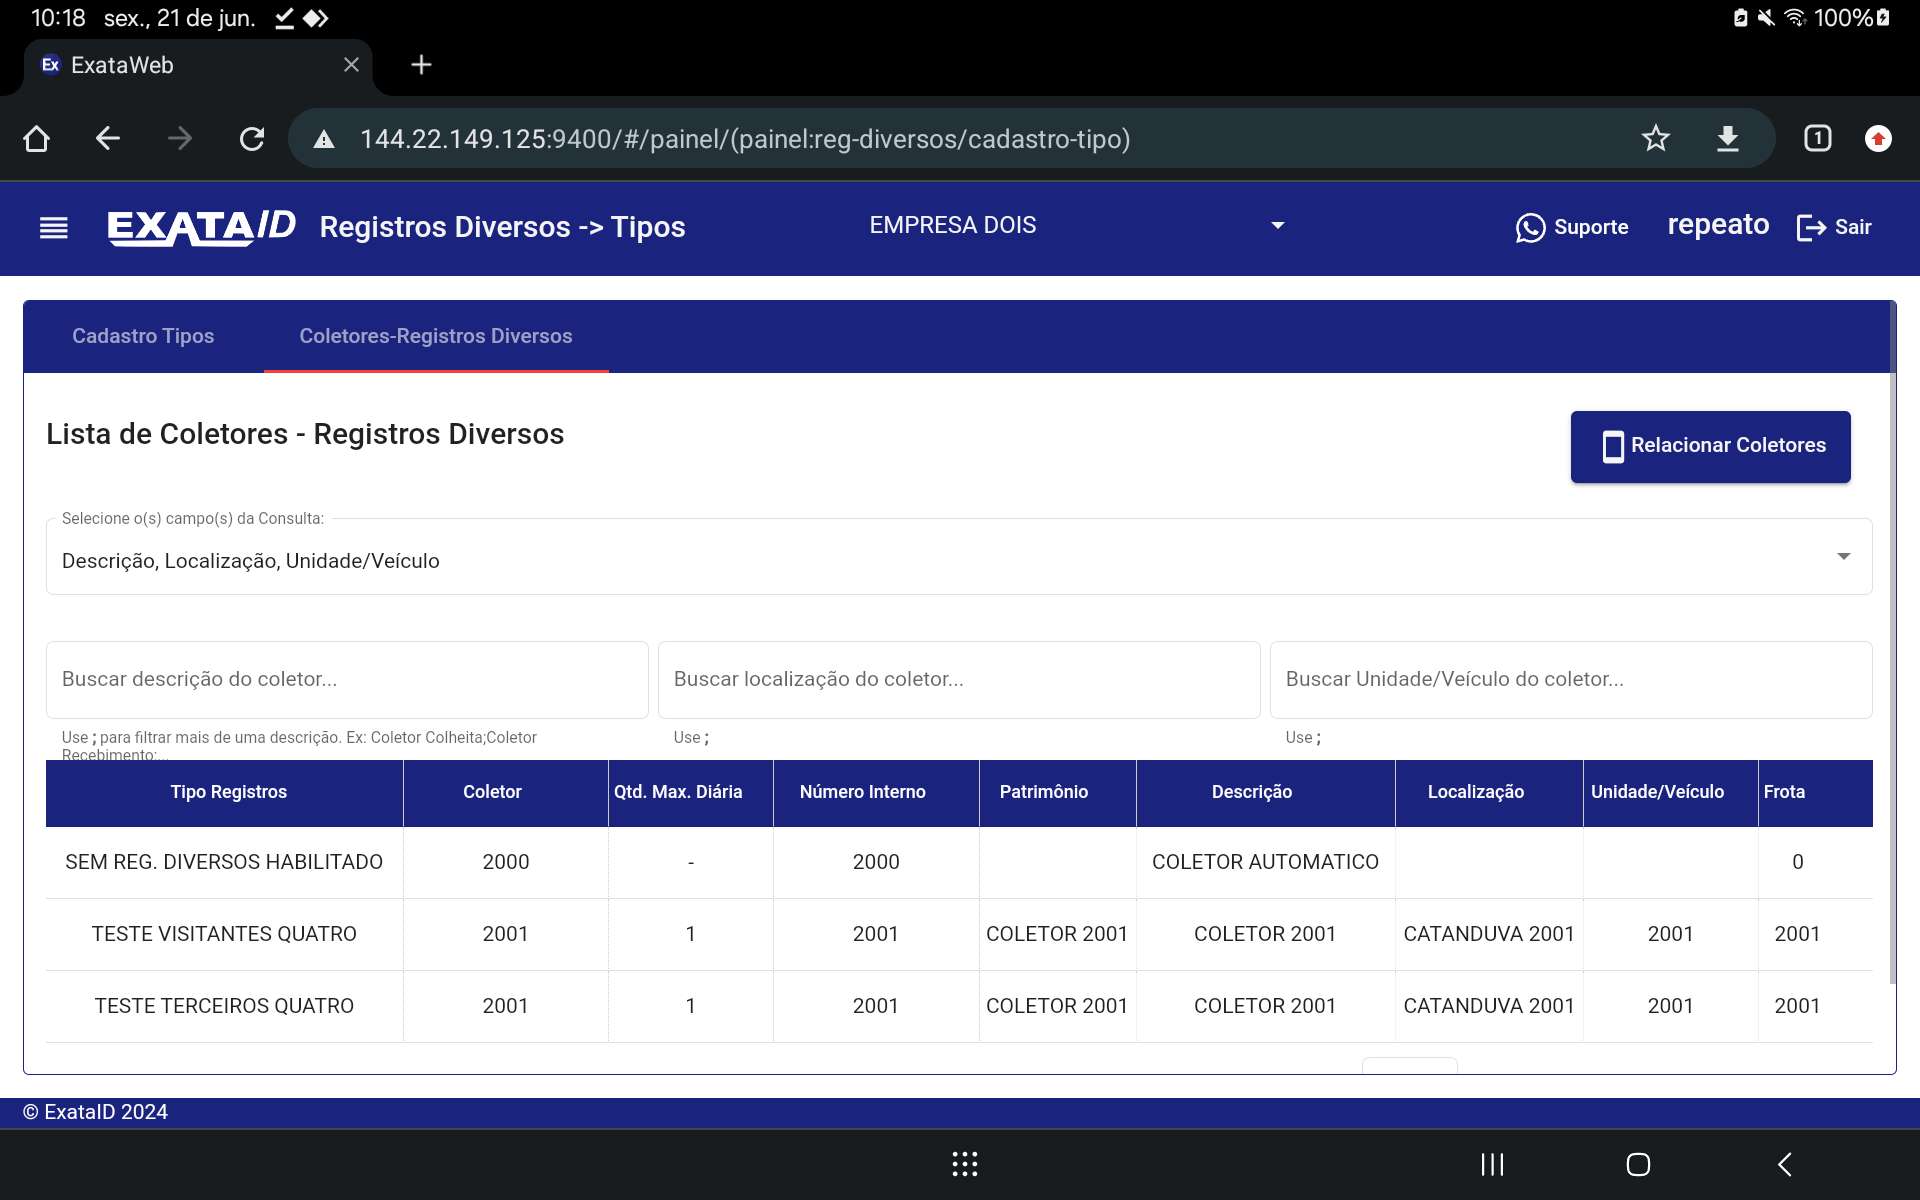 10:18 sex., 21 de jun. 100%
Ex ExataWeb
144.22.149.125:9400/#/painel/(painel:reg-diversos/cadastro-tipo) 1
EXATAID Registros Diversos -> Tipos EMPRESA DOIS Suporte repeato Sair
Cadastro Tipos Coletores-Registros Diversos
Lista de Coletores - Registros Diversos Relacionar Coletores
Selecione o(s) campo(s) da Consulta:
Descrição, Localização, Unidade/Veículo
Buscar descrição do coletor... Buscar localização do coletor... Buscar Unidade/Veículo do coletor...
Use ; para filtrar mais de uma descrição. Ex: Coletor Colheita;Coletor Use ; Use ;
Recebimento;...
Tipo Registros Coletor Qtd. Max. Diária Número Interno Patrimônio Descrição Localização Unidade/Veículo Frota
SEM REG. DIVERSOS HABILITADO 2000 - 2000 COLETOR AUTOMATICO 0
TESTE VISITANTES QUATRO 2001 1 2001 COLETOR 2001 COLETOR 2001 CATANDUVA 2001 2001 2001
TESTE TERCEIROS QUATRO 2001 1 2001 COLETOR 2001 COLETOR 2001 CATANDUVA 2001 2001 2001
© ExataID 2024